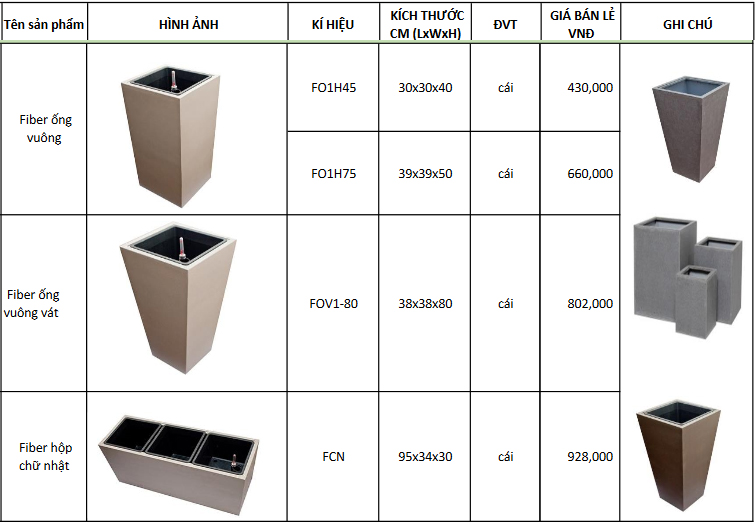 Tên sản phẩm HÌNH ẢNH KÍ HIỆU KÍCH THƯỚC CM (LxWxH) ĐVT GIÁ BÁN LẺ VNĐ GHI CHÚ
Fiber ống vuông
FO1H45 30x30x40 cái 430,000
FO1H75 39x39x50 cái 660,000
Fiber ống vuông vát
FOV1-80 38x38x80 cái 802,000
Fiber hộp chữ nhật
FCN 95x34x30 cái 928,000